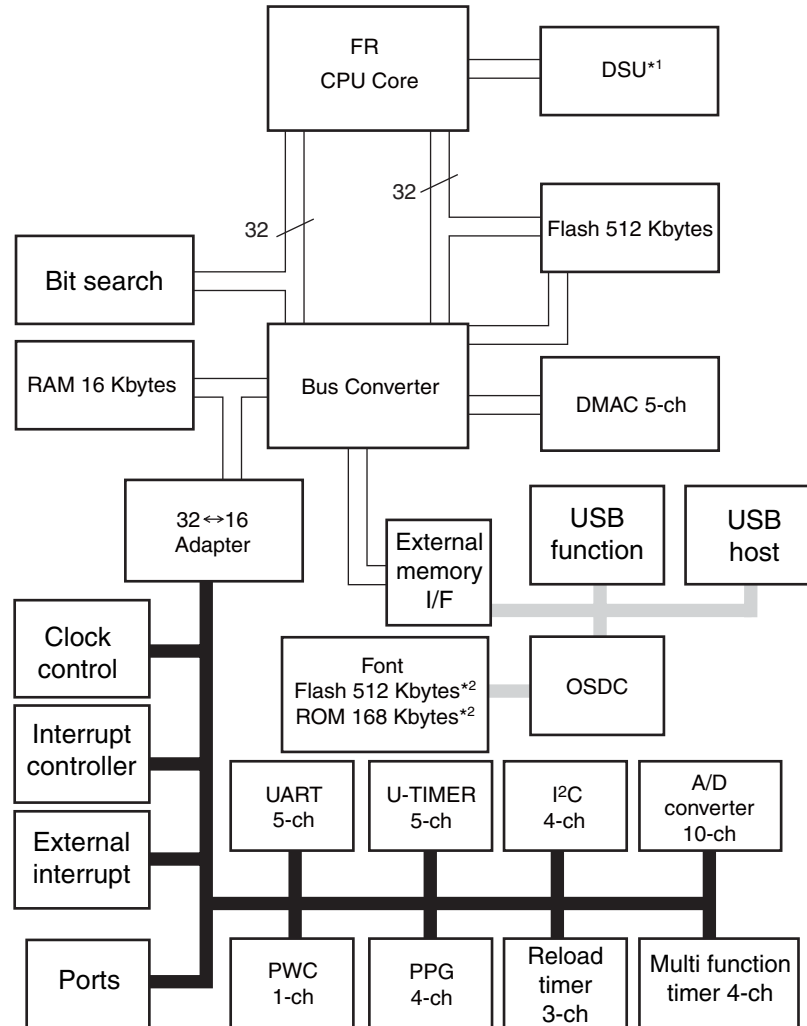 FR
CPU Core
DSU*1
32
32
Flash 512 Kbytes
Bit search
RAM 16 Kbytes
Bus Converter
DMAC 5-ch
32↔16
Adapter
External
memory
I/F
USB
function
USB
host
Clock
control
Font
Flash 512 Kbytes*2
ROM 168 Kbytes*2
OSDC
Interrupt
controller
UART
5-ch
U-TIMER
5-ch
I²C
4-ch
A/D
converter
10-ch
External
interrupt
Ports
PWC
1-ch
PPG
4-ch
Reload
timer
3-ch
Multi function
timer 4-ch